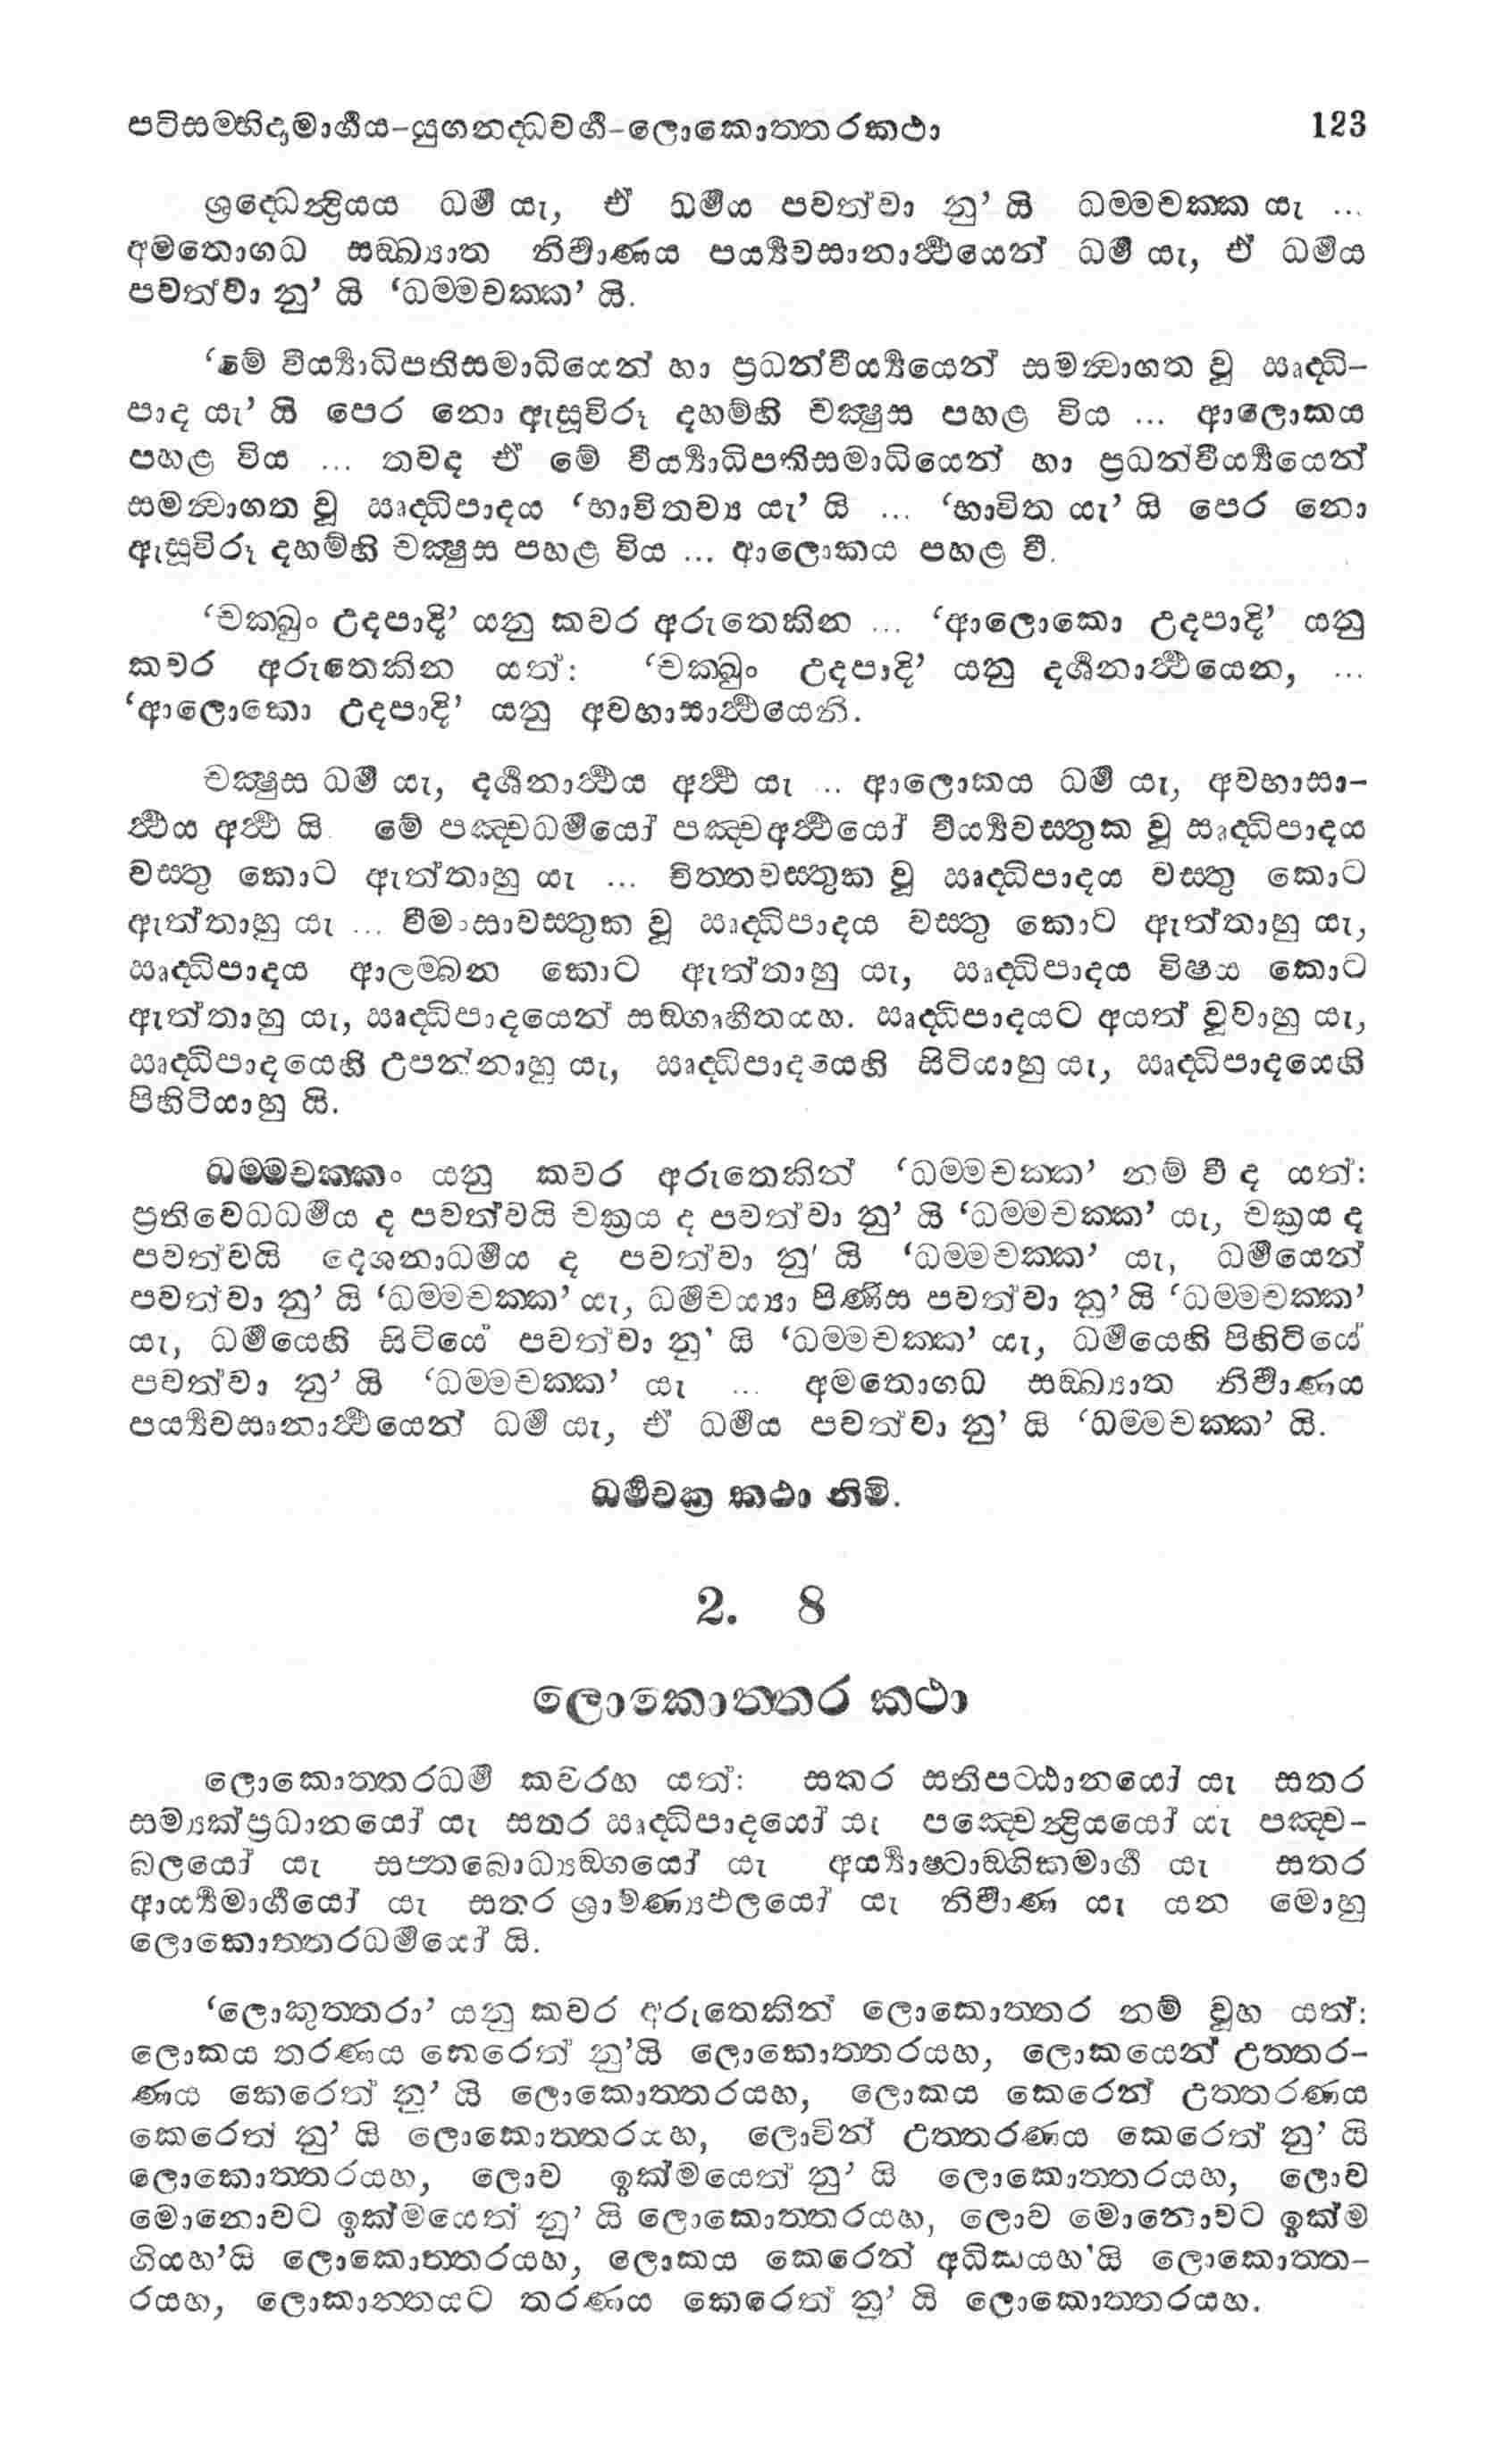 පටිසම්භිදාමාර්ගය-යුගනද්ධවර්ග-ලොකොත්තරකථා 123
ශ්‍රද්ධෙන්ද්‍රියය ධර්ම යැ, ඒ ධර්මය පවත්වා නු’ යි ධම්මචක්ක යැ ...
අමතොගධ සඞ්ඛ්‍යාත නිර්වාණය පර්‍ය්‍යවසානාර්ථයෙන් ධර්ම යැ, ඒ ධර්මය
පවත්වා නු’ යි ‘ධම්මචක්ක’ යි.
‘මේ වීර්‍ය්‍යාධිපතිසමාධියෙන් හා ප්‍රධන්වීර්‍ය්‍යයෙන් සමන්වාගත වූ ඍද්ධි-
පාද යැ’ යි පෙර නො ඇසූවිරූ දහම්හි චක්‍ෂුස පහළ විය ... ආලොකය
පහළ විය ... තවද ඒ මේ වීර්‍ය්‍යාධිපතිසමාධියෙන් හා ප්‍රධන්වීර්‍ය්‍යයෙන්
සමන්වාගත වූ ඍද්ධිපාදය ‘භාවිතව්‍ය යැ’ යි ... ‘භාවිත යැ’ යි පෙර නො
ඇසූවිරූ දහම්හි චක්‍ෂුස පහළ විය ... ආලොකය පහළ වී.
‘චක්ඛුං උදපාදි’ යනු කවර අරුතෙකින ... ‘ආලොකො උදපාදි’ යනු
කවර අරුතෙකින යත්: ‘චක්ඛුං උදපාදි’ යනු දර්ශනාර්ථයෙන, ...
‘ආලොකො උදපාදි’ යනු අවභාසාර්ථයෙනි.
චක්‍ෂුස ධර්ම යැ, දර්ශනාර්ථය අර්ථ යැ ... ආලොකය ධර්ම යැ, අවභාසා-
ර්ථය අර්ථ යි. මේ පඤ්චධර්මයෝ පඤ්චඅර්ථයෝ වීර්‍ය්‍යවස්තුක වූ ඍද්ධිපාදය
වස්තු කොට ඇත්තාහු යැ ... චිත්තවස්තුක වූ ඍද්ධිපාදය වස්තු කොට
ඇත්තාහු යැ ... වීමංසාවස්තුක වූ ඍද්ධිපාදය වස්තු කොට ඇත්තාහු යැ,
ඍද්ධිපාදය ආලම්බන කොට ඇත්තාහු යැ, ඍද්ධිපාදය විෂය කොට
ඇත්තාහු යැ, ඍද්ධිපාදයෙන් සඞ්ගෘහීතයහ. ඍද්ධිපාදයට අයත් වූවාහු යැ,
ඍද්ධිපාදයෙහි උපන්නාහු යැ, ඍද්ධිපාදයෙහි සිටියාහු යැ, ඍද්ධිපාදයෙහි
පිහිටියාහු යි.
ධම්මචක්කං යනු කවර අරුතෙකින් ‘ධම්මචක්ක’ නම් වී ද යත්:
ප්‍රතිවෙධධර්මය ද පවත්වයි චක්‍රය ද පවත්වා නු’ යි ‘ධම්මචක්ක’ යැ, චක්‍රය ද
පවත්වයි දෙශනාධර්මය ද පවත්වා නු’ යි ‘ධම්මචක්ක’ යැ, ධර්මයෙන්
පවත්වා නු’ යි ‘ධම්මචක්ක’ යැ, ධර්මචර්‍ය්‍යා පිණිස පවත්වා නු’ යි ‘ධම්මචක්ක’
යැ, ධර්මයෙහි සිටියේ පවත්වා නු’ යි ‘ධම්මචක්ක’ යැ, ධර්මයෙහි පිහිටියේ
පවත්වා නු’ යි ‘ධම්මචක්ක’ යැ ... අමතොගධ සඞ්ඛ්‍යාත නිර්වාණය
පර්‍ය්‍යවසානාර්ථයෙන් ධර්ම යැ, ඒ ධර්මය පවත්වා නු’ යි ‘ධම්මචක්ක’ යි.
ධර්මචක්‍ර කථා නිමි.
2. 8
ලොකොත්තර කථා
ලොකොත්තරධර්ම කවරහ යත්: සතර සතිපට්ඨානයෝ යැ සතර
සම්‍යක්ප්‍රධානයෝ යැ සතර ඍද්ධිපාදයෝ යැ පඤ්චෙන්ද්‍රියයෝ යැ පඤ්ච-
බලයෝ යැ සප්තබොධ්‍යඞ්ගයෝ යැ අර්‍ය්‍යාෂ්ටාඞ්ගිකමාර්ග යැ සතර
ආර්‍ය්‍යමාර්ගයෝ යැ සතර ශ්‍රාමණ්‍යඵලයෝ යැ නිර්වාණ යැ යන මොහු
ලොකොත්තරධර්මයෝ යි.
‘ලොකුත්තරා’ යනු කවර අරුතෙකින් ලොකොත්තර නම් වූහ යත්:
ලොකය තරණය කෙරෙත් නු’යි ලොකොත්තරයහ, ලොකයෙන් උත්තර-
ණය කෙරෙත් නු’ යි ලොකොත්තරයහ, ලොකය කෙරෙන් උත්තරණය
කෙරෙත් නු’ යි ලොකොත්තරයහ, ලොවින් උත්තරණය කෙරෙත් නු’ යි
ලොකොත්තරයහ, ලොව ඉක්මයෙත් නු’ යි ලොකොත්තරයහ, ලොව
මොනොවට ඉක්මයෙත් නු’ යි ලොකොත්තරයහ, ලොව මොනොවට ඉක්ම
ගියහ’යි ලොකොත්තරයහ, ලොකය කෙරෙන් අධිකයහ’යි ලොකොත්ත-
රයහ, ලොකාන්තයට තරණය කෙරෙත් නු’ යි ලොකොත්තරයහ.